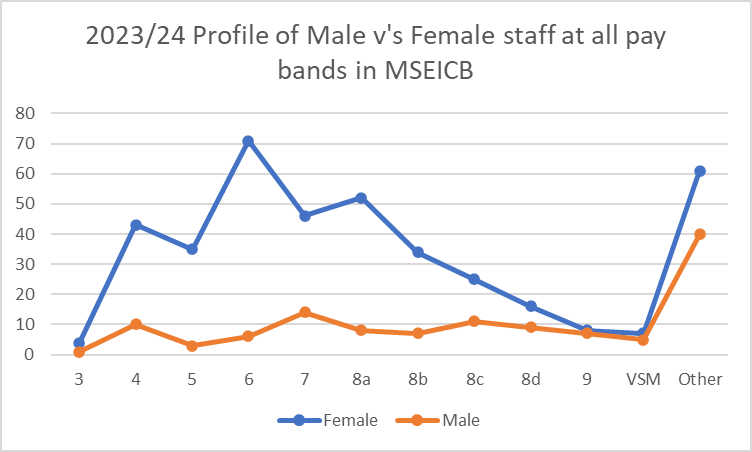 2023/24 Profile of Male v's Female staff at all pay
bands in MSEICB
80
70
60
50
40
30
20
10
0
3 4 5 6 7 8a 8b 8c 8d 9 VSM Other
Female Male